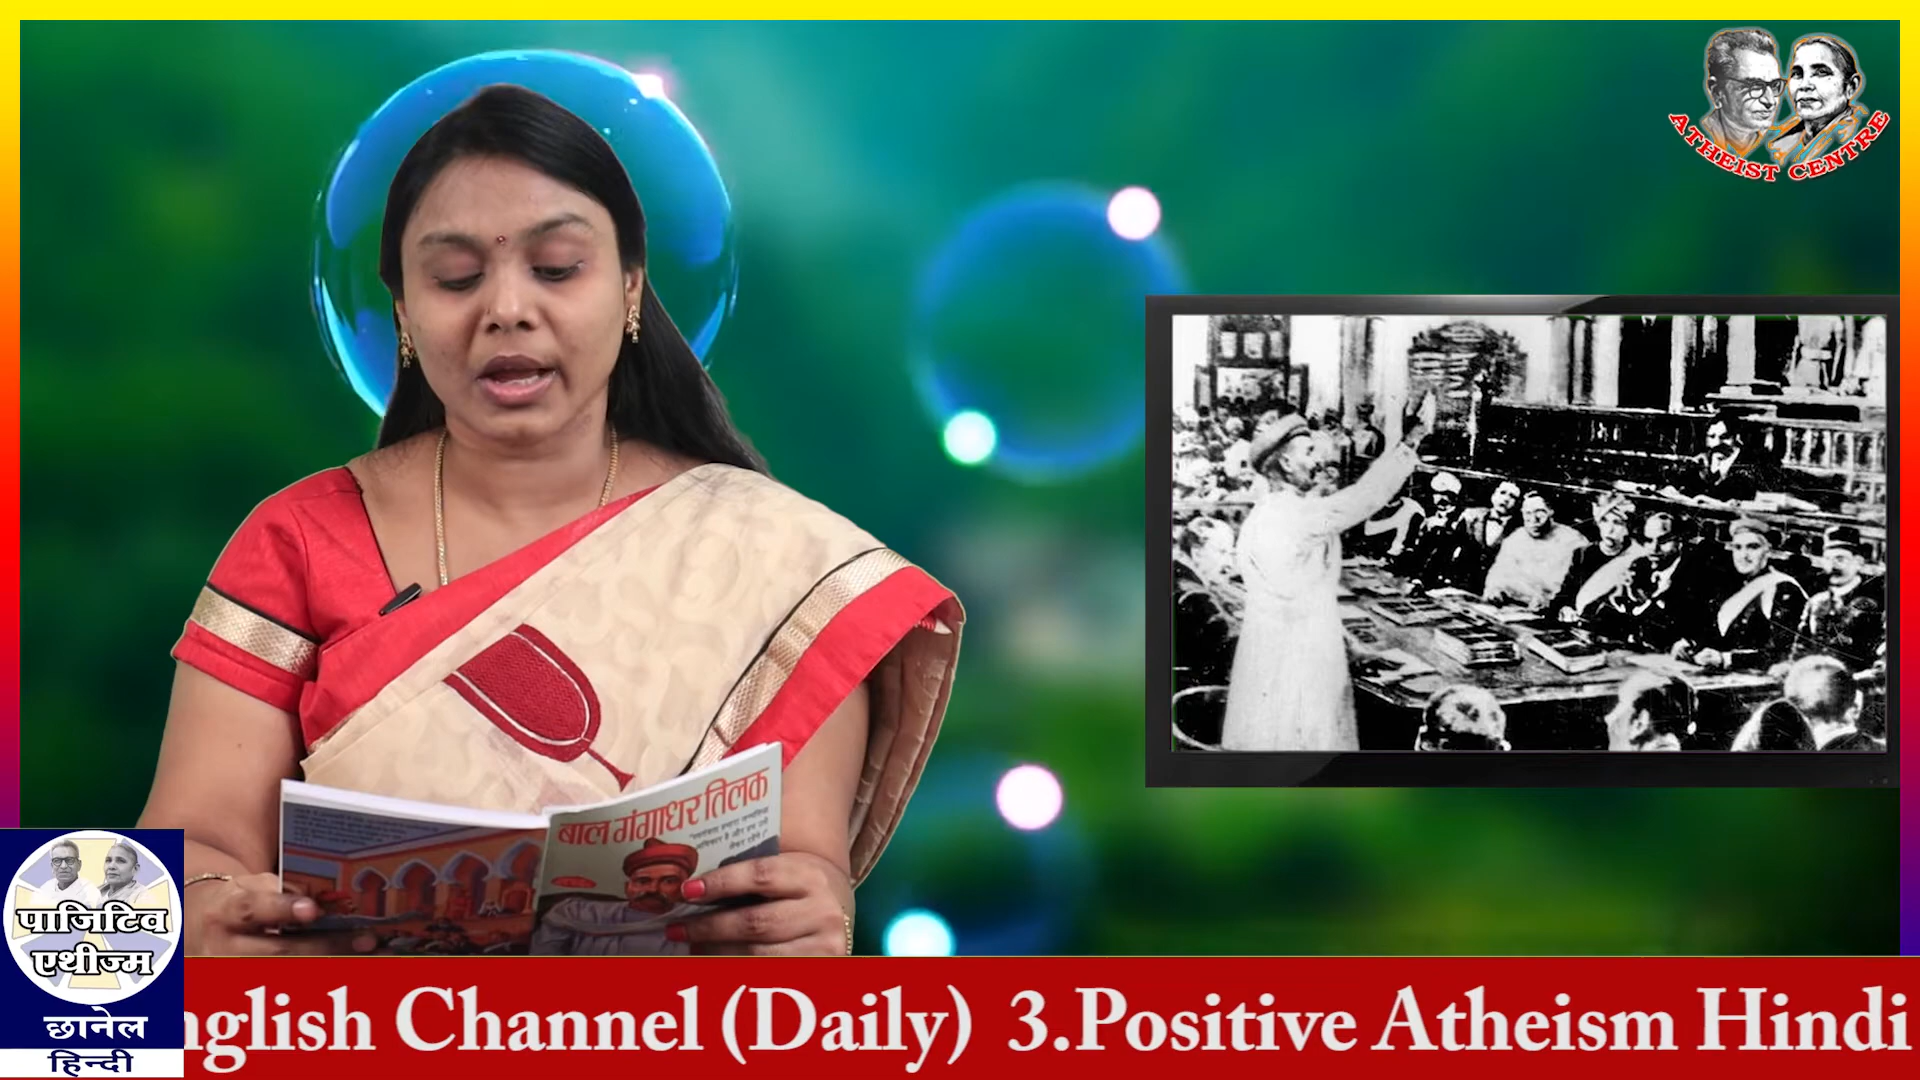 ATHEIST CENTRE
बाल गंगाधर तिलक
पाजिटिव
एथीज्म
छानेल
हिन्दी
nglish Channel (Daily) 3.Positive Atheism Hindi